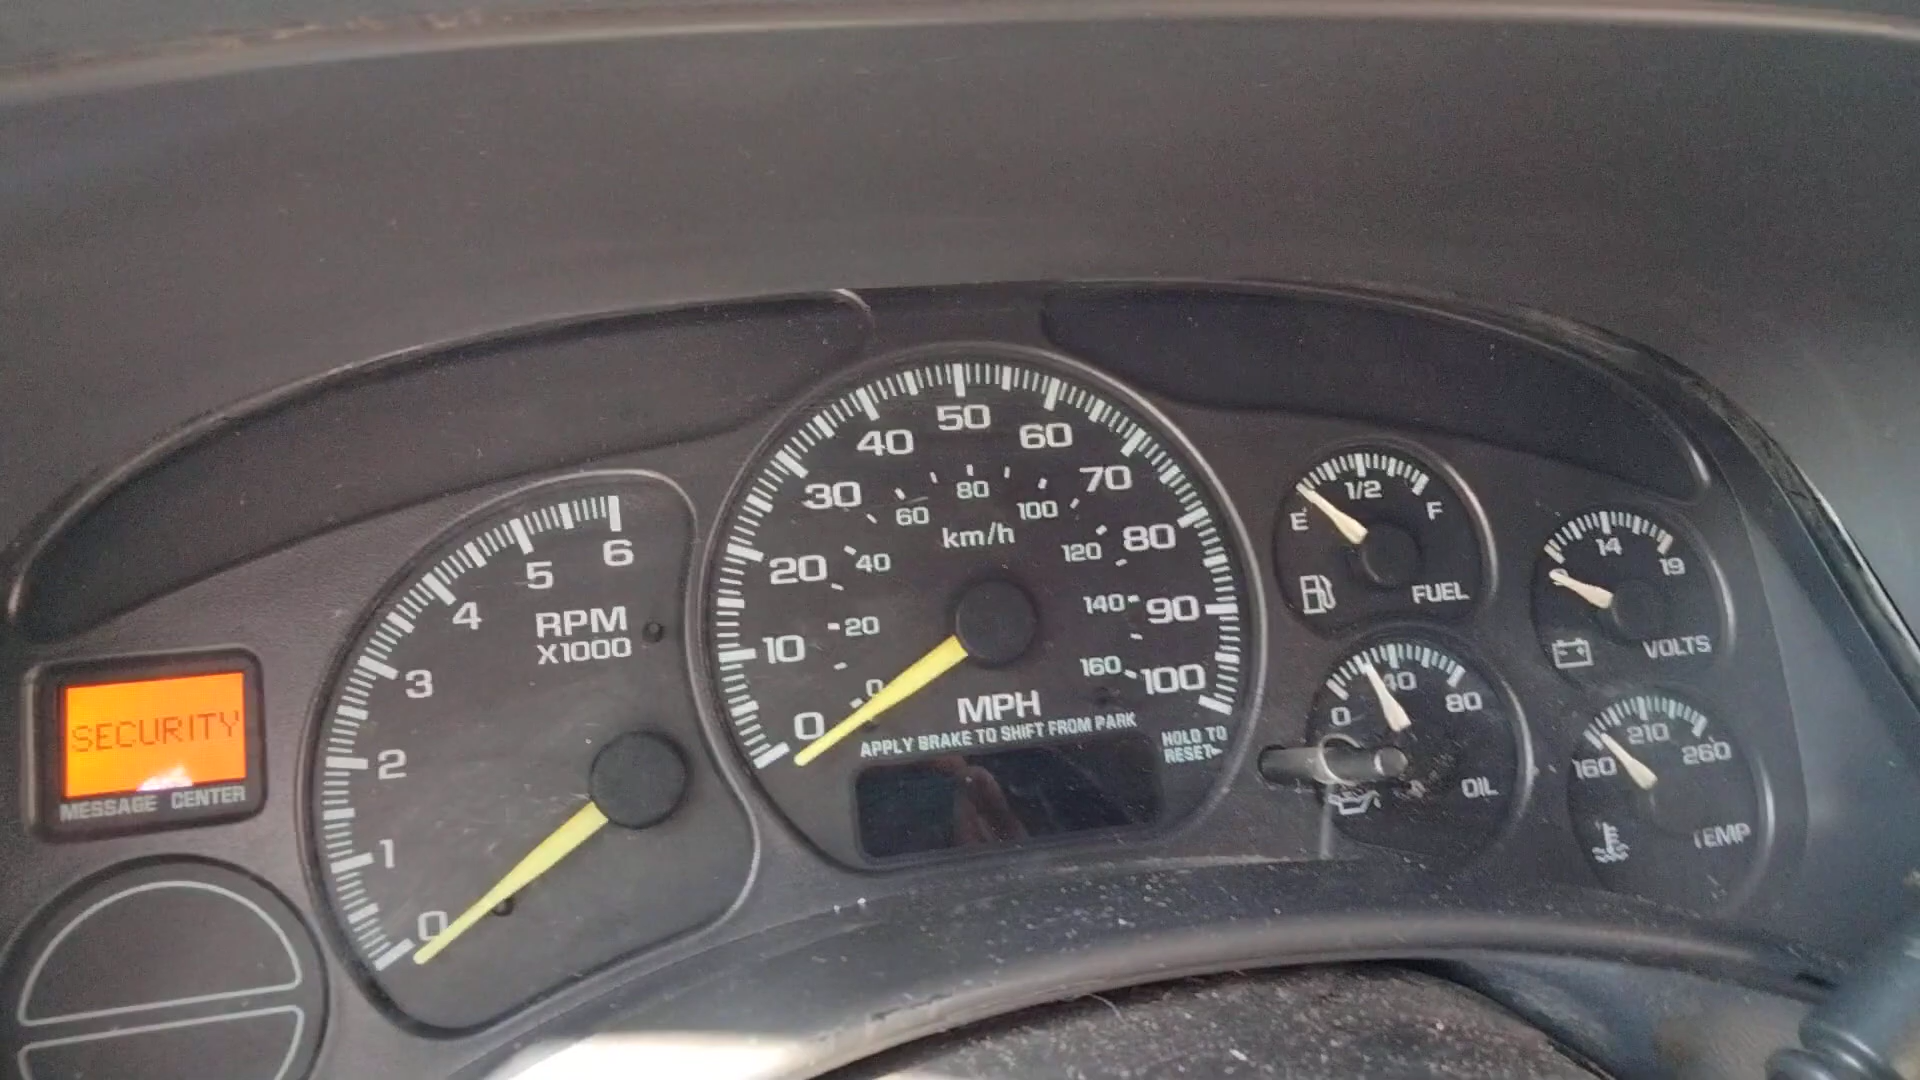 SECURITY
MESSAGE CENTER
0
1
2
3
4
5
6
RPM
X1000
0
10
20
30
40
50
60
70
80
90
100
0
20
40
60
80
100
120
140
160
km/h
MPH
APPLY BRAKE TO SHIFT FROM PARK
HOLD TO
RESET
E
1/2
F
FUEL
14
19
VOLTS
0
40
80
OIL
160
210
260
TEMP